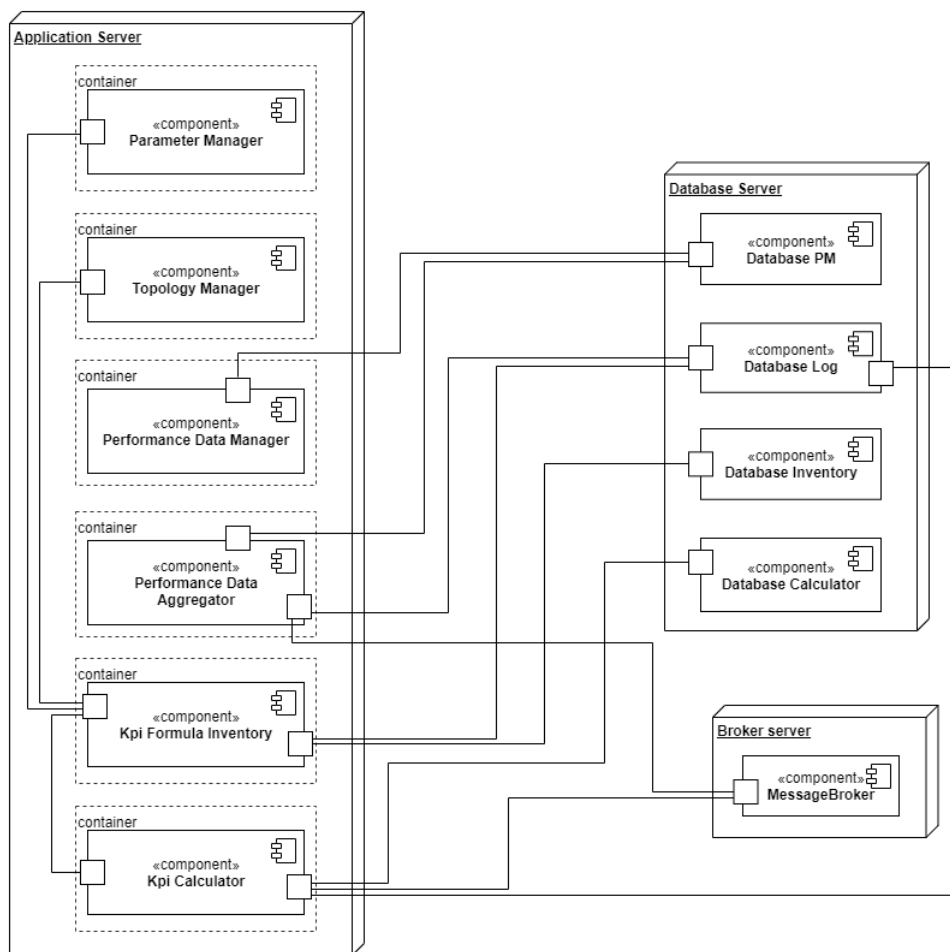 Application Server
container
«component»
Parameter Manager
container
«component»
Topology Manager
container
«component»
Performance Data Manager
container
«component»
Performance Data
Aggregator
container
«component»
Kpi Formula Inventory
container
«component»
Kpi Calculator
Database Server
«component»
Database PM
«component»
Database Log
«component»
Database Inventory
«component»
Database Calculator
Broker server
«component»
MessageBroker